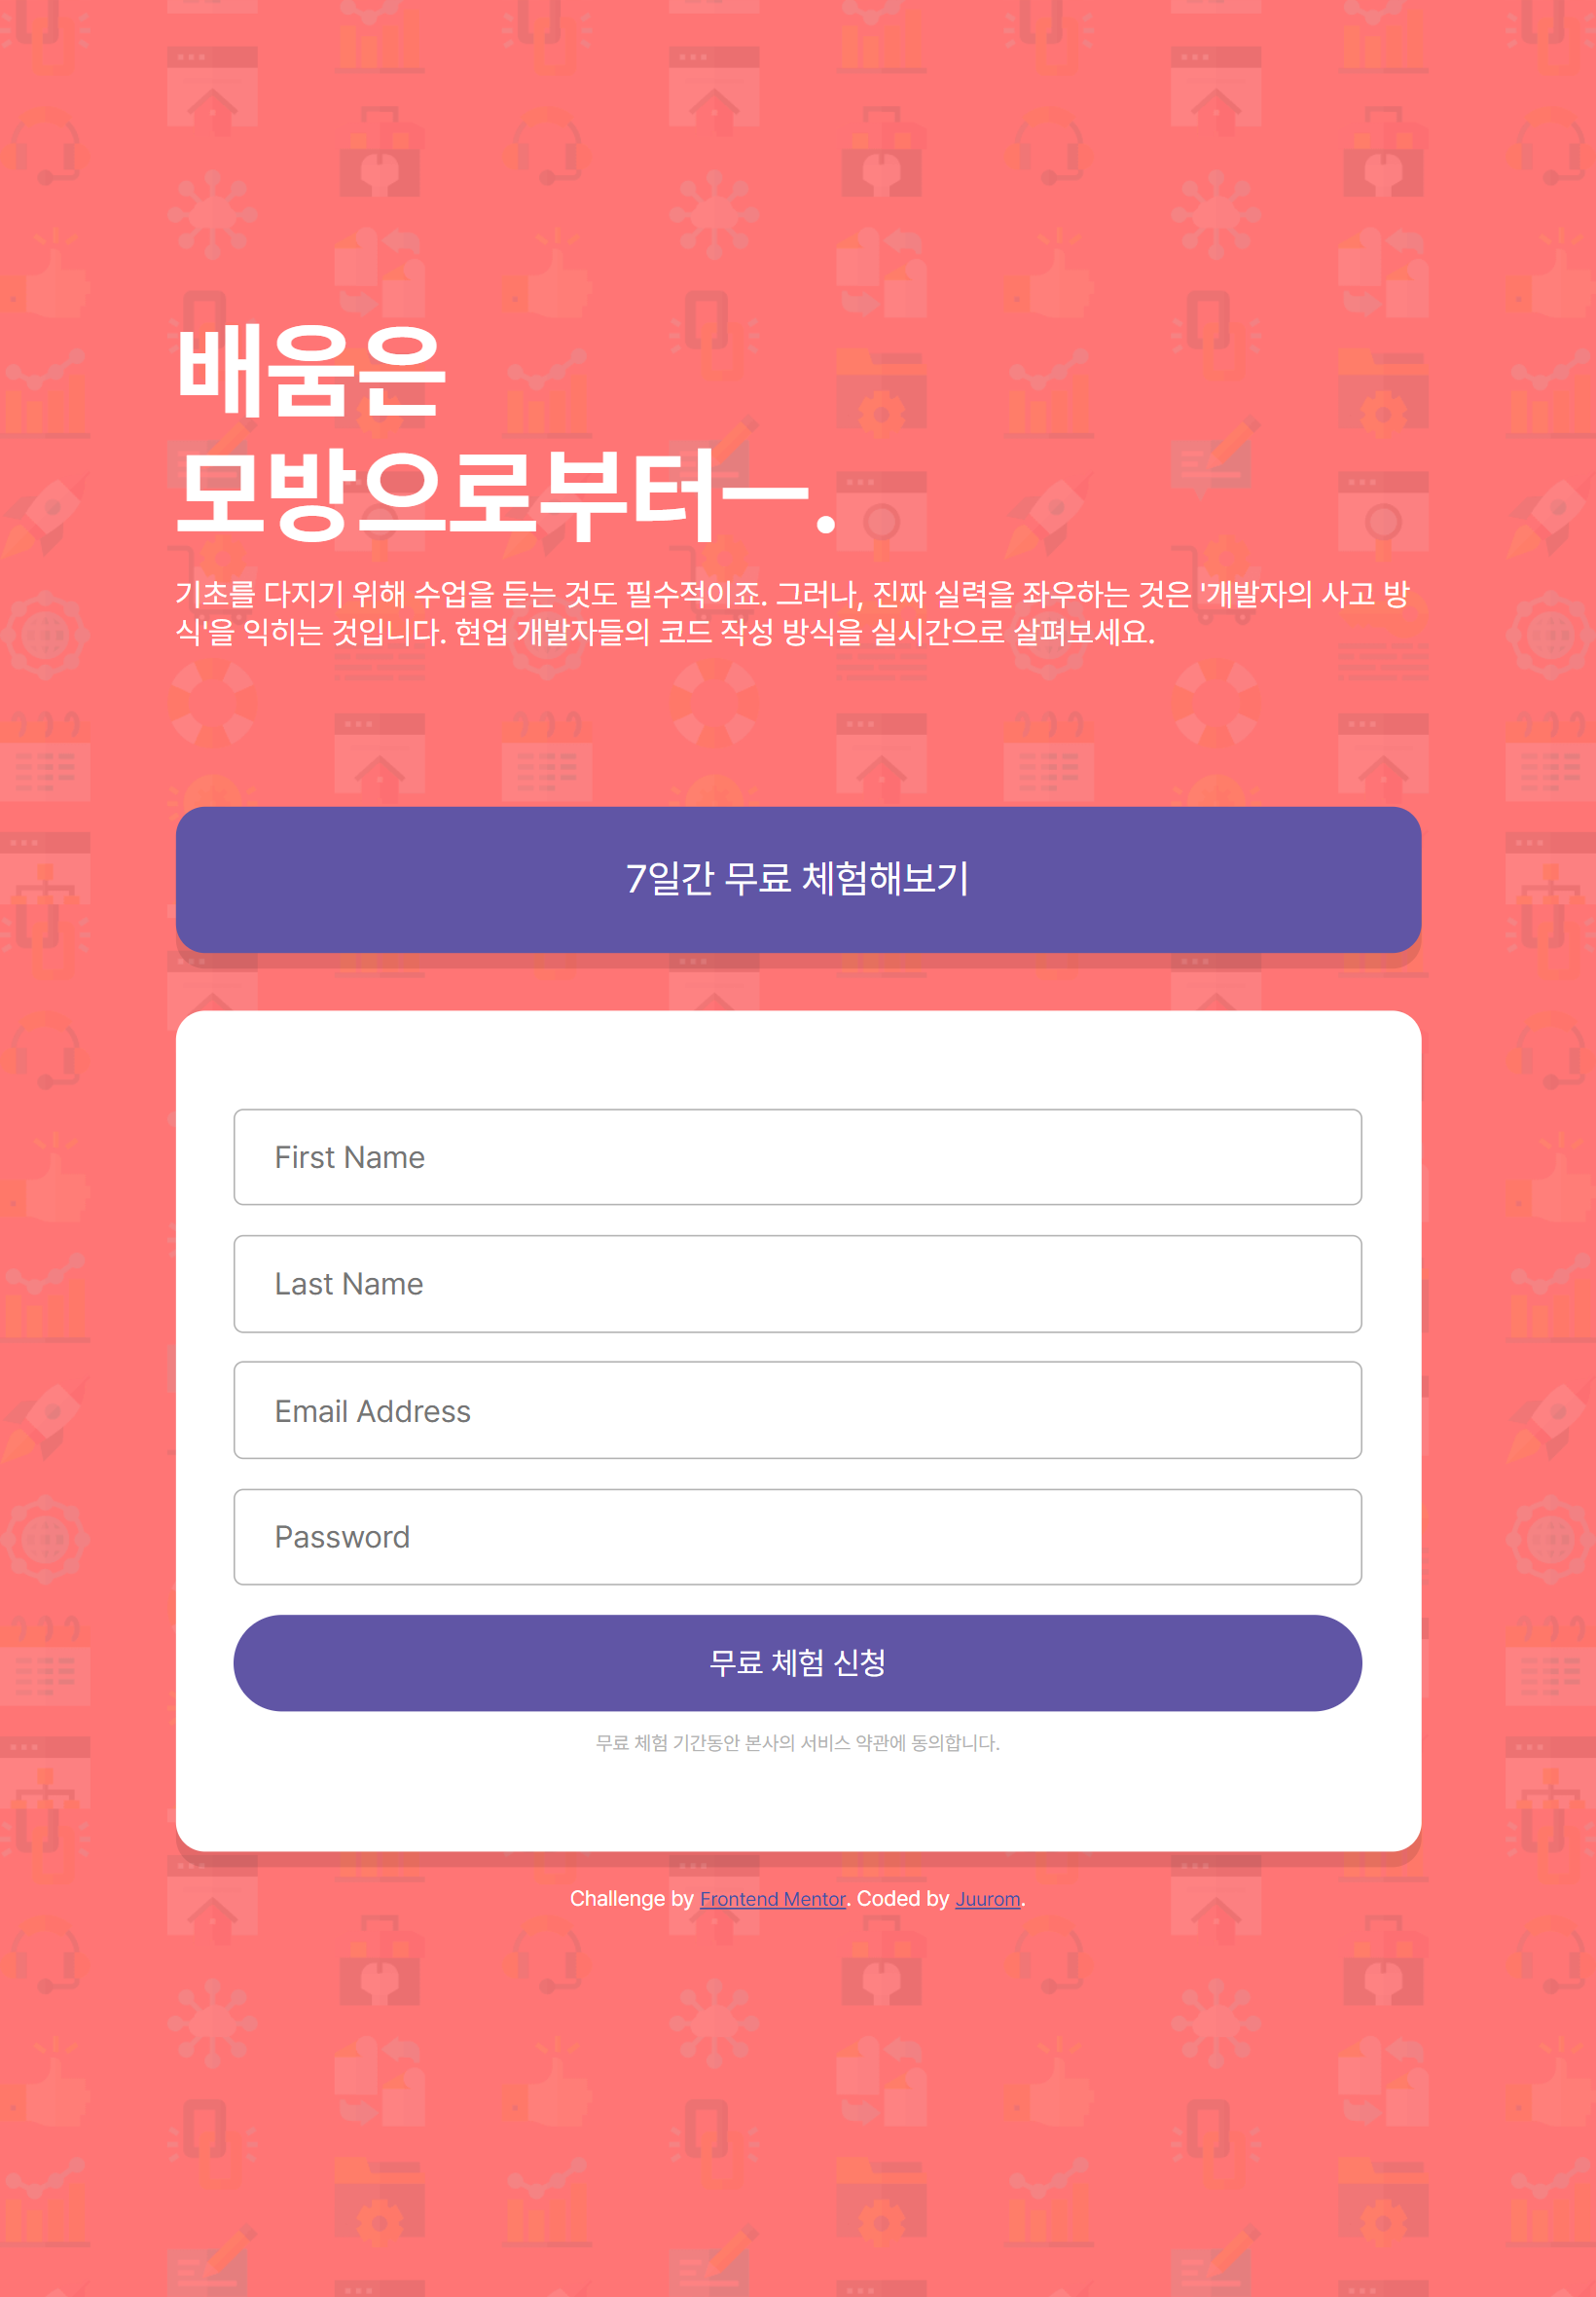 배움은
모방으로부터ㅡ.
기초를 다지기 위해 수업을 듣는 것도 필수적이죠. 그러나, 진짜 실력을 좌우하는 것은 '개발자의 사고 방
식'을 익히는 것입니다. 현업 개발자들의 코드 작성 방식을 실시간으로 살펴보세요.
7일간 무료 체험해보기
First Name
Last Name
Email Address
Password
무료 체험 신청
무료 체험 기간동안 본사의 서비스 약관에 동의합니다.
Challenge by Frontend Mentor. Coded by Juurom.